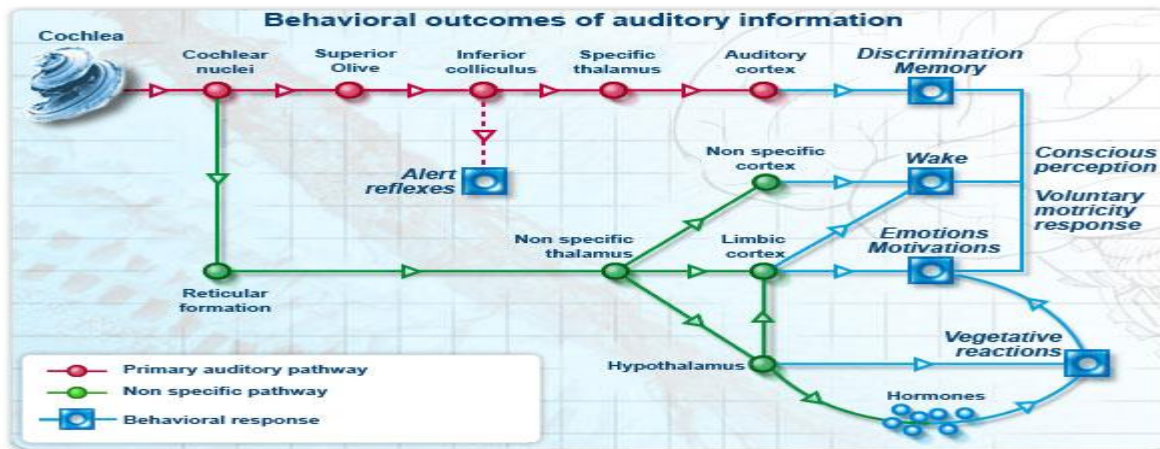 Behavioral outcomes of auditory information
Cochlea
Cochlear
nuclei
Superior
Olive
Inferior
colliculus
Specific
thalamus
Auditory
cortex
Discrimination
Memory
Alert
reflexes
Non specific
cortex
Wake
Conscious
perception
Voluntary
motricity
response
Reticular
formation
Non specific
thalamus
Limbic
cortex
Emotions
Motivations
Hypothalamus
Vegetative
reactions
Hormones
Primary auditory pathway
Non specific pathway
Behavioral response